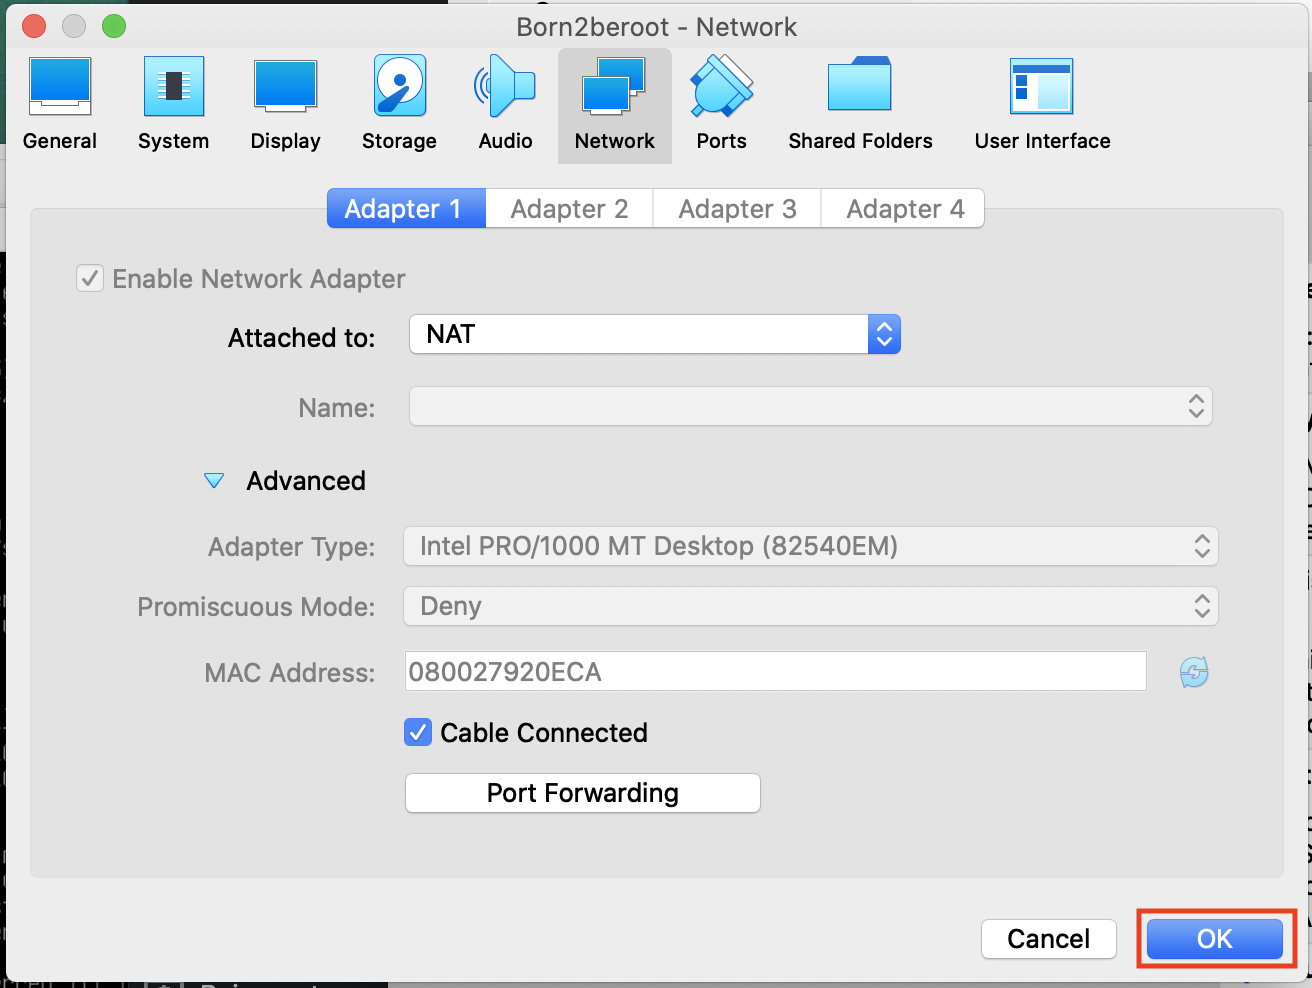 Born2beroot - Network
General
System
Display
Storage
Audio
Network
Ports
Shared Folders
User Interface
Adapter 1
Adapter 2
Adapter 3
Adapter 4
Enable Network Adapter
Attached to:
NAT
Name:
Advanced
Adapter Type:
Intel PRO/1000 MT Desktop (82540EM)
Promiscuous Mode:
Deny
MAC Address:
080027920ECA
Cable Connected
Port Forwarding
Cancel
OK